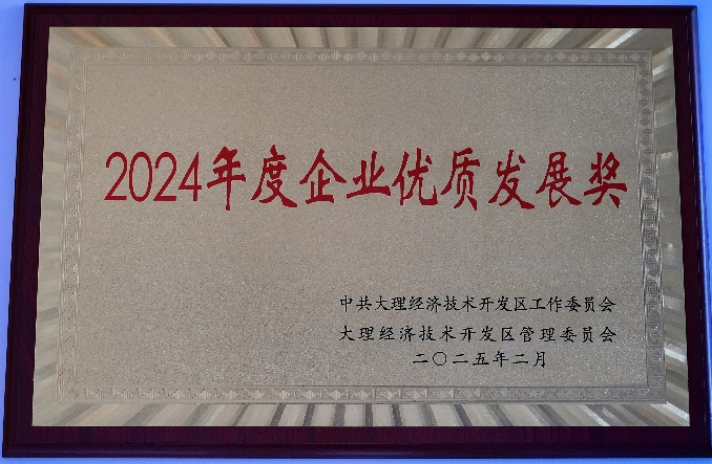 2024年度企业优质发展奖
中共大理经济技术开发区工作委员会
大理经济技术开发区管理委员会
二〇二五年二月